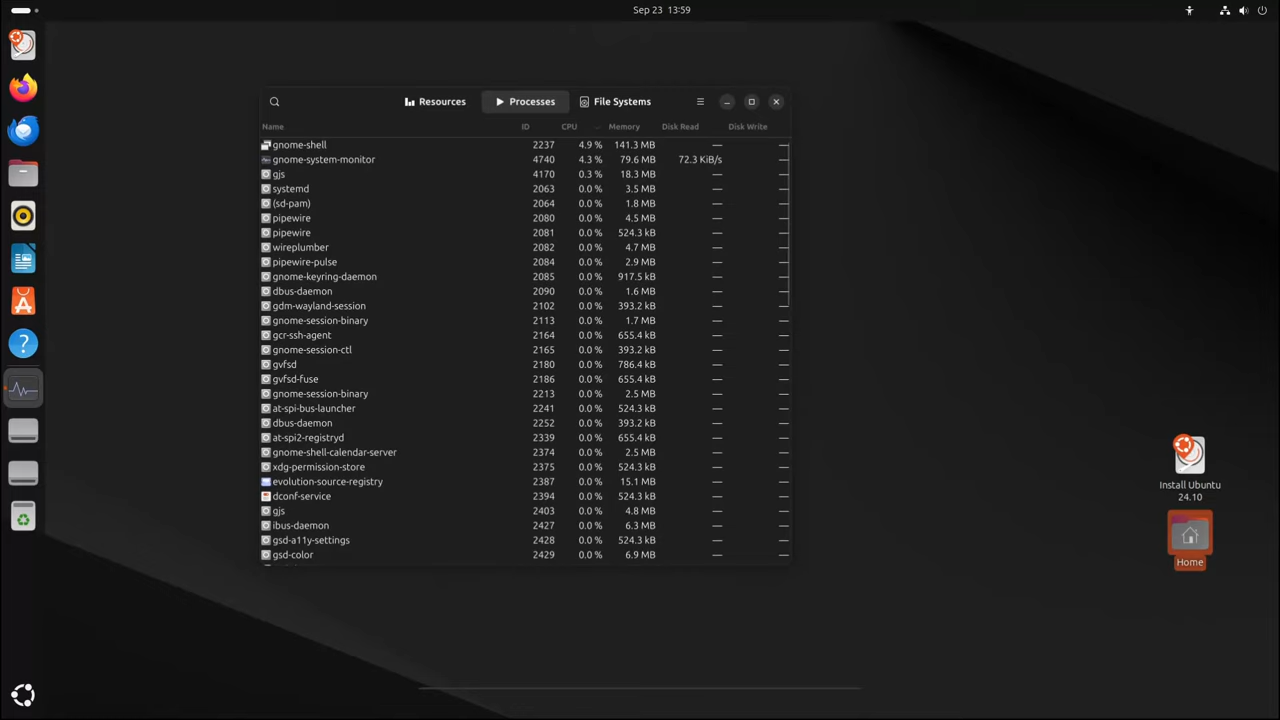 Sep 23 13:59
Resources Processes File Systems
Name ID CPU Memory Disk Read Disk Write
gnome-shell 2237 4.9 % 141.3 MB — —
gnome-system-monitor 4740 4.3 % 79.6 MB 72.3 KiB/s —
gjs 4170 0.3 % 18.3 MB — —
systemd 2063 0.0 % 3.5 MB — —
(sd-pam) 2064 0.0 % 1.8 MB — —
pipewire 2080 0.0 % 4.5 MB — —
pipewire 2081 0.0 % 524.3 kB — —
wireplumber 2082 0.0 % 4.7 MB — —
pipewire-pulse 2084 0.0 % 2.9 MB — —
gnome-keyring-daemon 2085 0.0 % 917.5 kB — —
dbus-daemon 2090 0.0 % 1.6 MB — —
gdm-wayland-session 2102 0.0 % 393.2 kB — —
gnome-session-binary 2113 0.0 % 1.7 MB — —
gcr-ssh-agent 2164 0.0 % 655.4 kB — —
gnome-session-ctl 2165 0.0 % 393.2 kB — —
gvfsd 2180 0.0 % 786.4 kB — —
gvfsd-fuse 2186 0.0 % 655.4 kB — —
gnome-session-binary 2213 0.0 % 2.5 MB — —
at-spi-bus-launcher 2241 0.0 % 524.3 kB — —
dbus-daemon 2252 0.0 % 393.2 kB — —
at-spi2-registryd 2339 0.0 % 655.4 kB — —
gnome-shell-calendar-server 2374 0.0 % 2.5 MB — —
xdg-permission-store 2375 0.0 % 524.3 kB — —
evolution-source-registry 2387 0.0 % 15.1 MB — —
dconf-service 2394 0.0 % 524.3 kB — —
gjs 2403 0.0 % 4.8 MB — —
ibus-daemon 2427 0.0 % 6.3 MB — —
gsd-a11y-settings 2428 0.0 % 524.3 kB — —
gsd-color 2429 0.0 % 6.9 MB — —
Install Ubuntu
24.10
Home